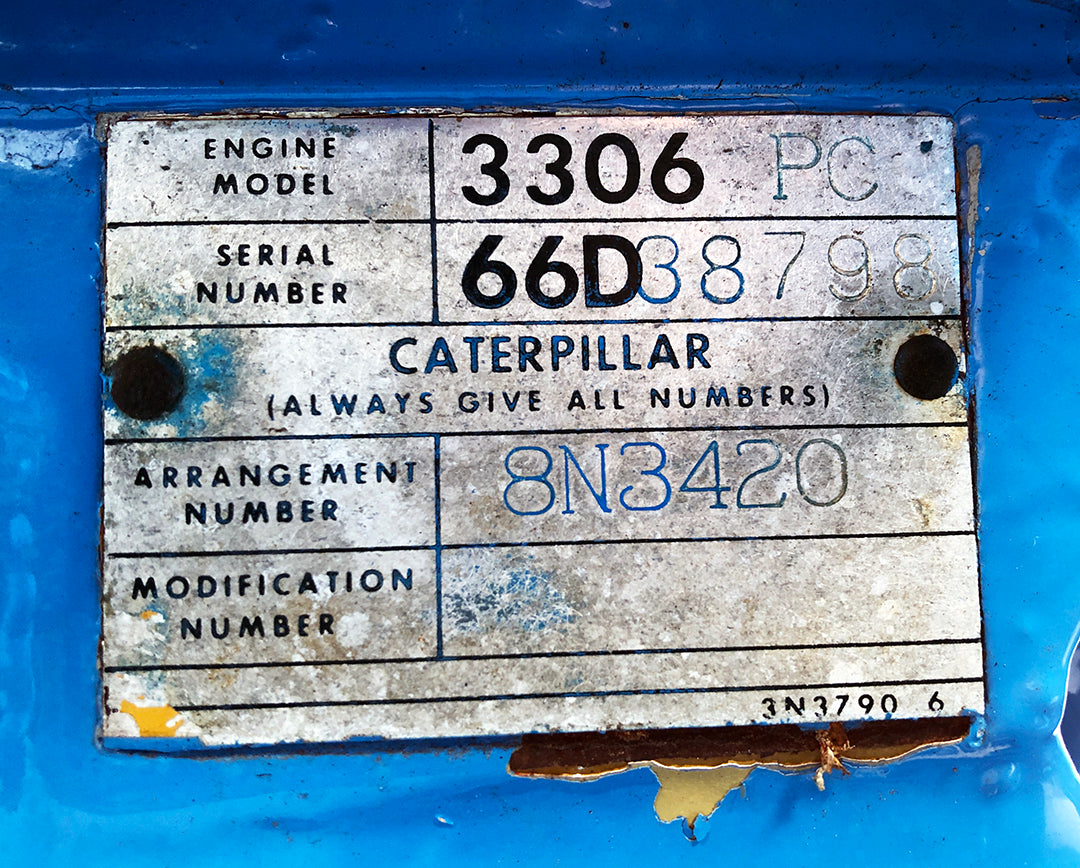 ENGINE MODEL 3306 PC
SERIAL NUMBER 66D38798
CATERPILLAR
(ALWAYS GIVE ALL NUMBERS)
ARRANGEMENT NUMBER 8N3420
MODIFICATION NUMBER
3N3790 6